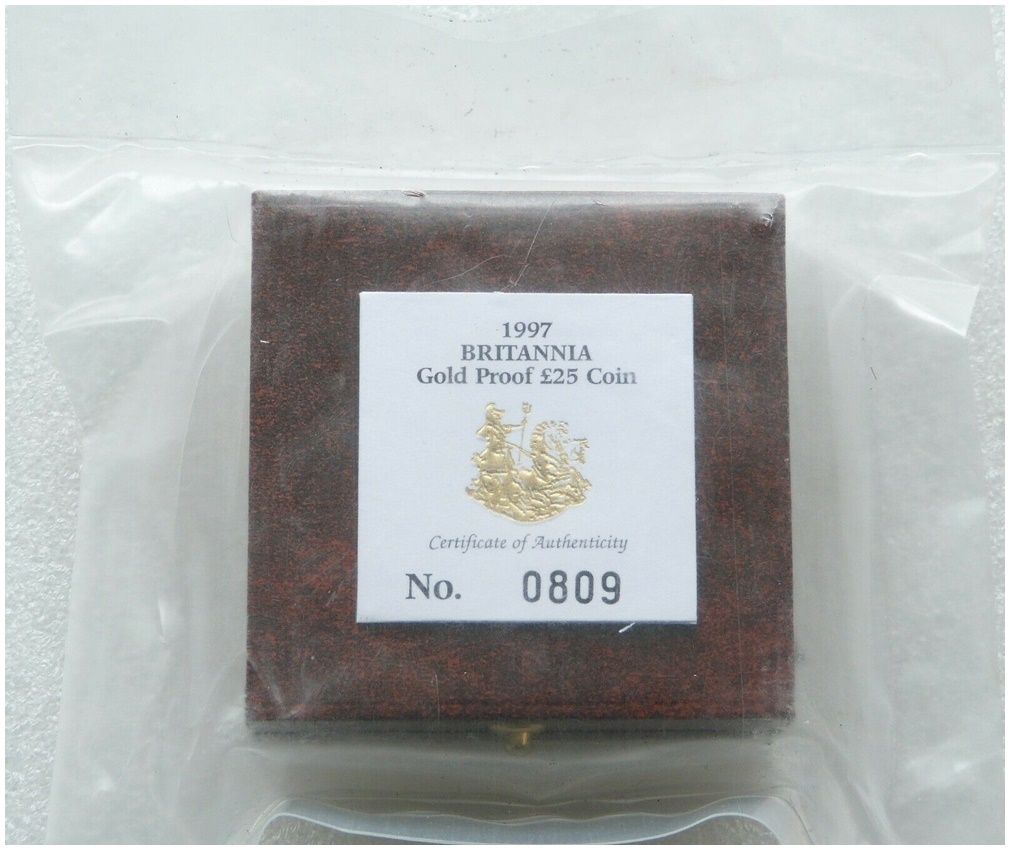 1997
BRITANNIA
Gold Proof £25 Coin
Certificate of Authenticity
No. 0809